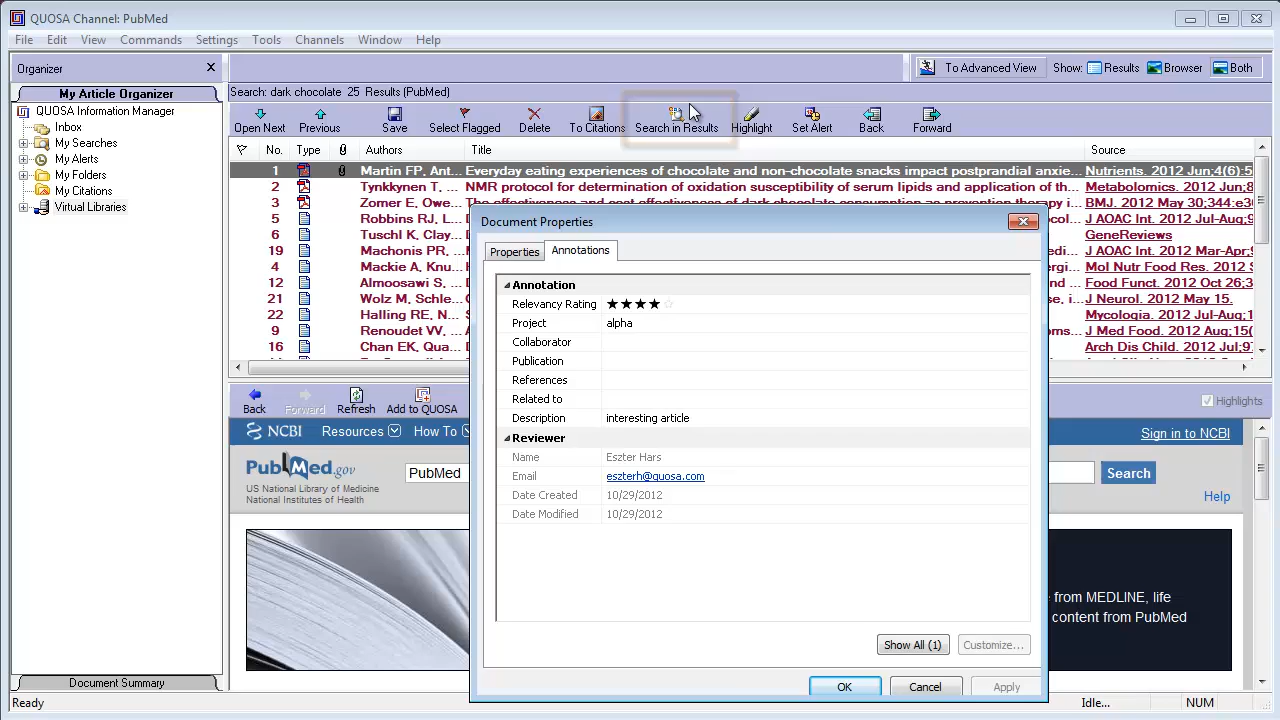 QUOSA Channel: PubMed
File Edit View Commands Settings Tools Channels Window Help
Organizer X
To Advanced View Show: Results Browser Both
My Article Organizer
Search: dark chocolate 25 Results (PubMed)
QUOSA Information Manager
Inbox
My Searches
My Alerts
My Folders
My Citations
Virtual Libraries
Open Next Previous Save Select Flagged Delete To Citations Search in Results Highlight Set Alert Back Forward
No. Type Authors Title Source
1 Martin FP, Ant... Everyday eating experiences of chocolate and non-chocolate snacks impact postprandial anxie... Nutrients. 2012 Jun;4(6):5
2 Tynkkynen T, ... NMR protocol for determination of oxidation susceptibility of serum lipids and application of th... Metabolomics. 2012 Jun;8
3 Zomer E, Owe... BMJ. 2012 May 30;344:e3
5 Robbins RJ, L... J AOAC Int. 2012 Jul-Aug;9
6 Tuschl K, Clay... GeneReviews
19 Machonis PR, ... J AOAC Int. 2012 Mar-Apr;
4 Mackie A, Knu... Mol Nutr Food Res. 2012 S
12 Almoosawi S, ... Food Funct. 2012 Oct 26;3
21 Wolz M, Schle... J Neurol. 2012 May 15.
22 Halling RE, N... Mycologia. 2012 Jul-Aug;1
9 Renoudet VV, ... J Med Food. 2012 Aug;15(
16 Chan EK, Qua... Arch Dis Child. 2012 Jul;97
Document Properties
Properties Annotations
Annotation
Relevancy Rating ★★★★☆
Project alpha
Collaborator
Publication
References
Related to
Description interesting article
Reviewer
Name Eszter Hars
Email eszterh@quosa.com
Date Created 10/29/2012
Date Modified 10/29/2012
Show All (1) Customize...
OK Cancel Apply
Back Forward Refresh Add to QUOSA
Highlights
NCBI Resources How To
Sign in to NCBI
PubMed.gov
US National Library of Medicine
National Institutes of Health
PubMed
Search
Help
from MEDLINE, life
content from PubMed
Document Summary
Ready Idle... NUM